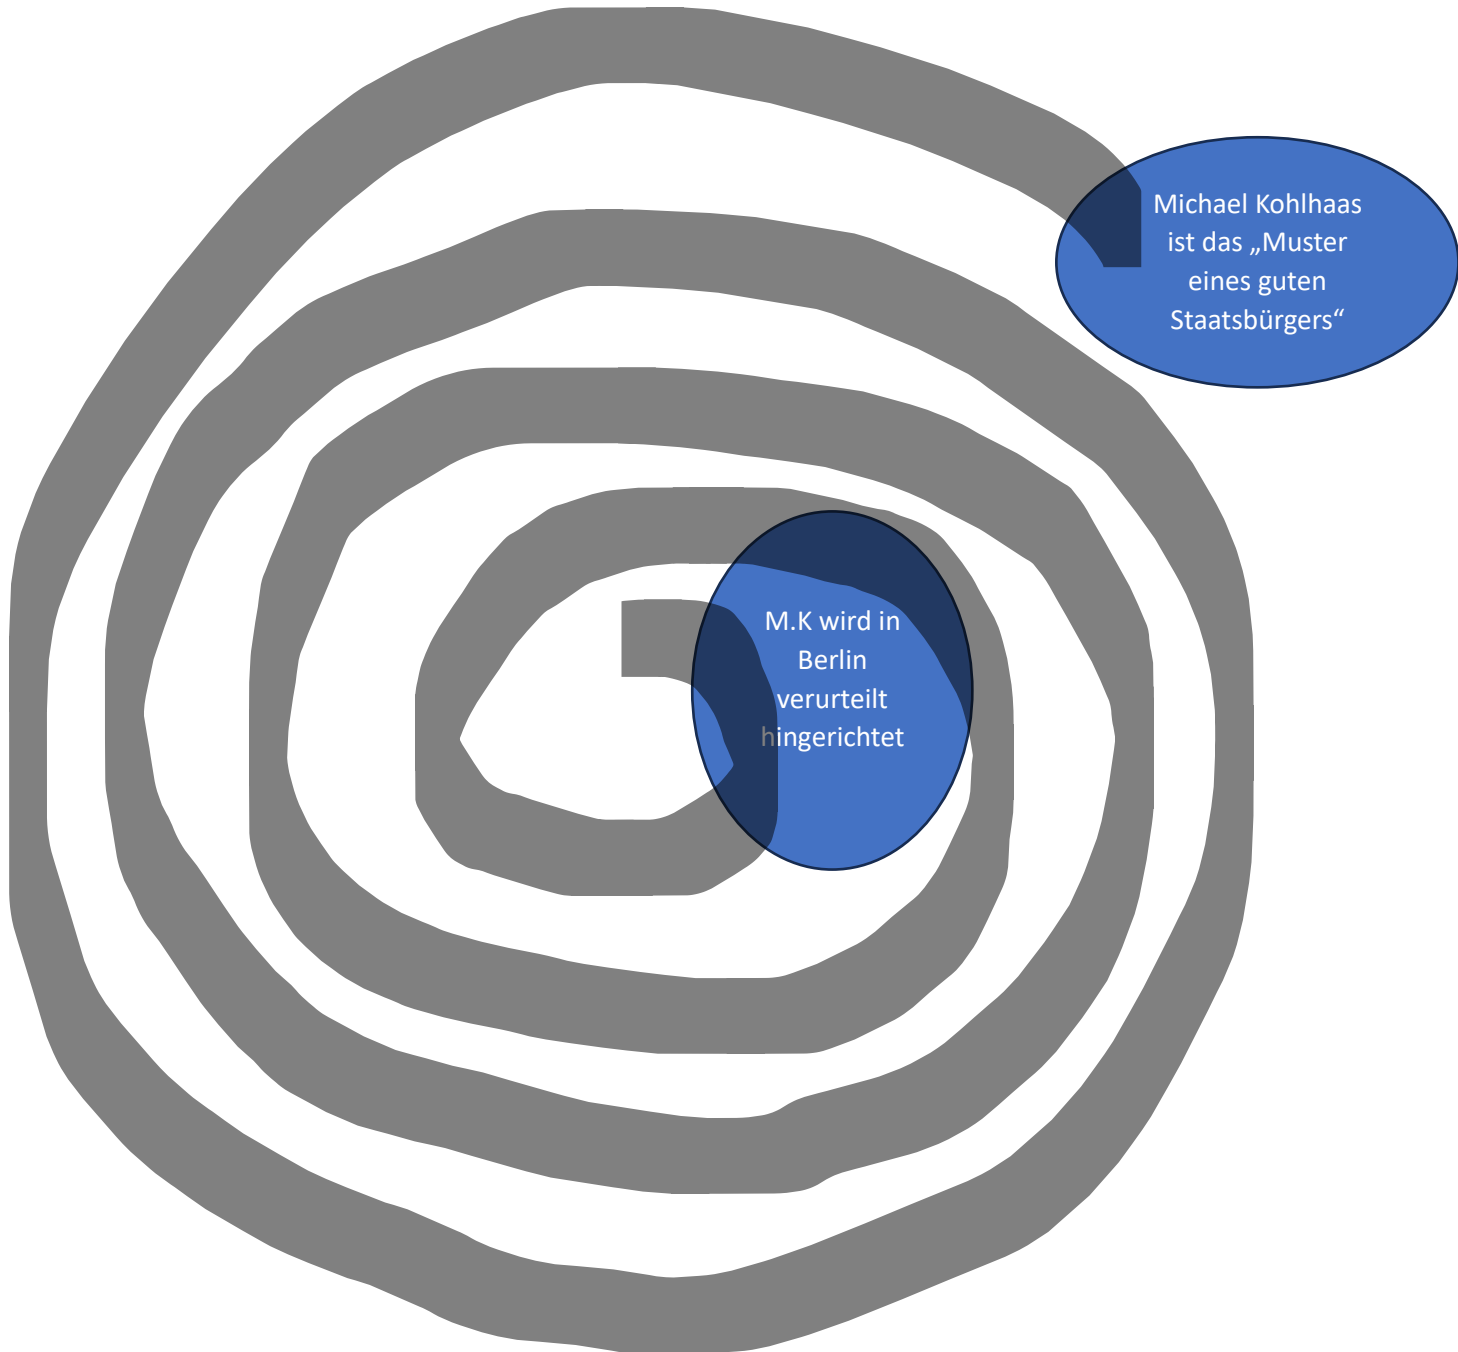 Michael Kohlhaas
ist das „Muster
eines guten
Staatsbürgers“
M.K wird in
Berlin
verurteilt
hingerichtet